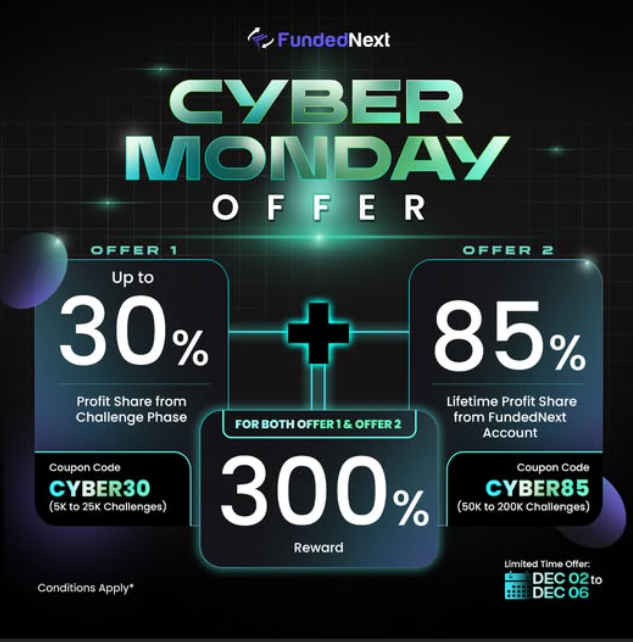 FundedNext
CYBER
MONDAY
OFFER
OFFER 1
Up to
30%
Profit Share from
Challenge Phase
Coupon Code
CYBER30
(5K to 25K Challenges)
OFFER 2
85%
Lifetime Profit Share
from FundedNext
Account
Coupon Code
CYBER85
(50K to 200K Challenges)
FOR BOTH OFFER 1 & OFFER 2
300%
Reward
Conditions Apply*
Limited Time Offer:
DEC 02 to
DEC 06